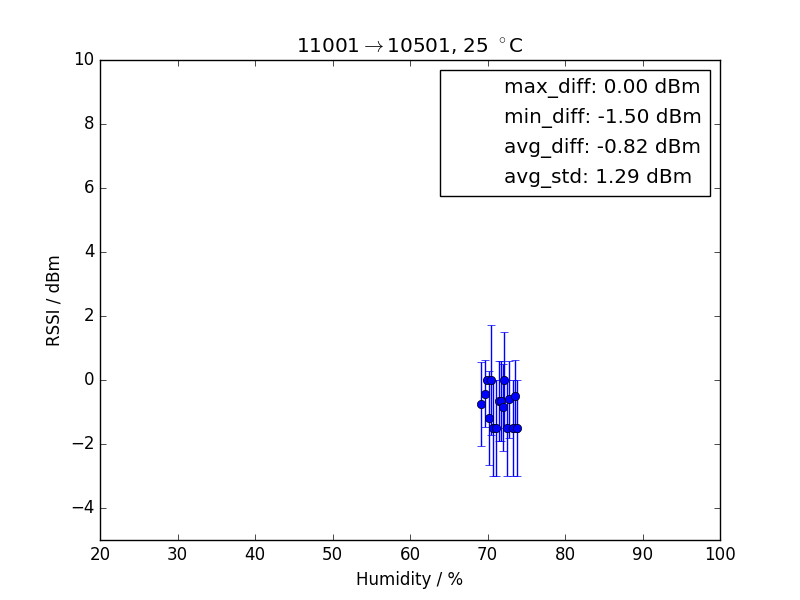 11001→10501, 25 °C
max_diff: 0.00 dBm
min_diff: -1.50 dBm
avg_diff: -0.82 dBm
avg_std: 1.29 dBm
10
8
6
4
2
0
−2
−4
RSSI / dBm
20 30 40 50 60 70 80 90 100
Humidity / %